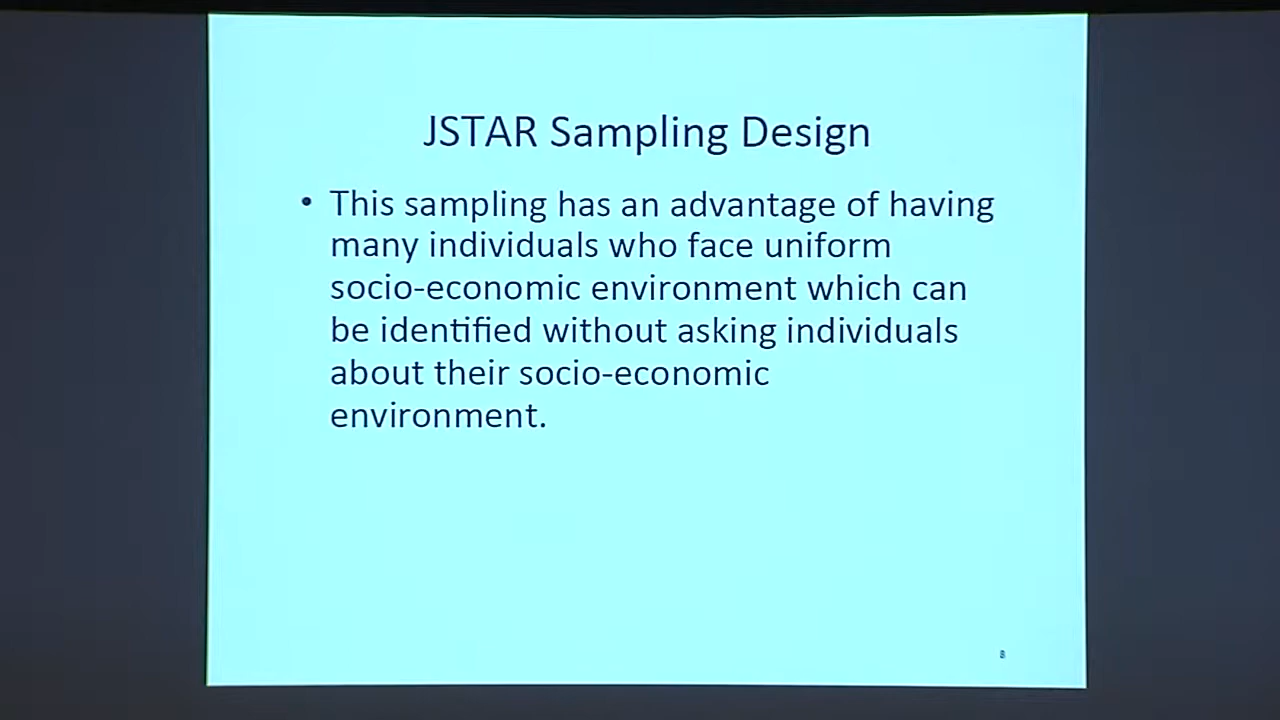 JSTAR Sampling Design
• This sampling has an advantage of having
many individuals who face uniform
socio-economic environment which can
be identified without asking individuals
about their socio-economic
environment.
8